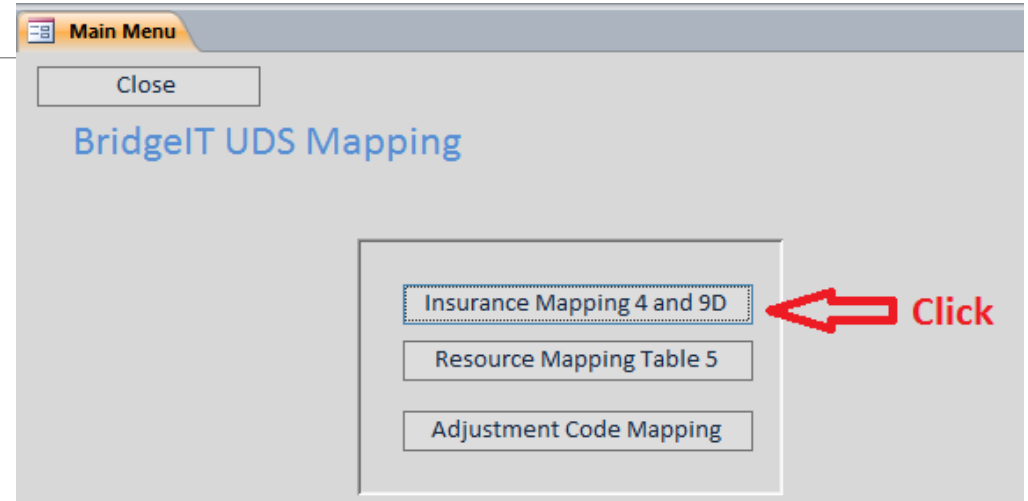 Main Menu
Close
BridgeIT UDS Mapping
Insurance Mapping 4 and 9D
Click
Resource Mapping Table 5
Adjustment Code Mapping